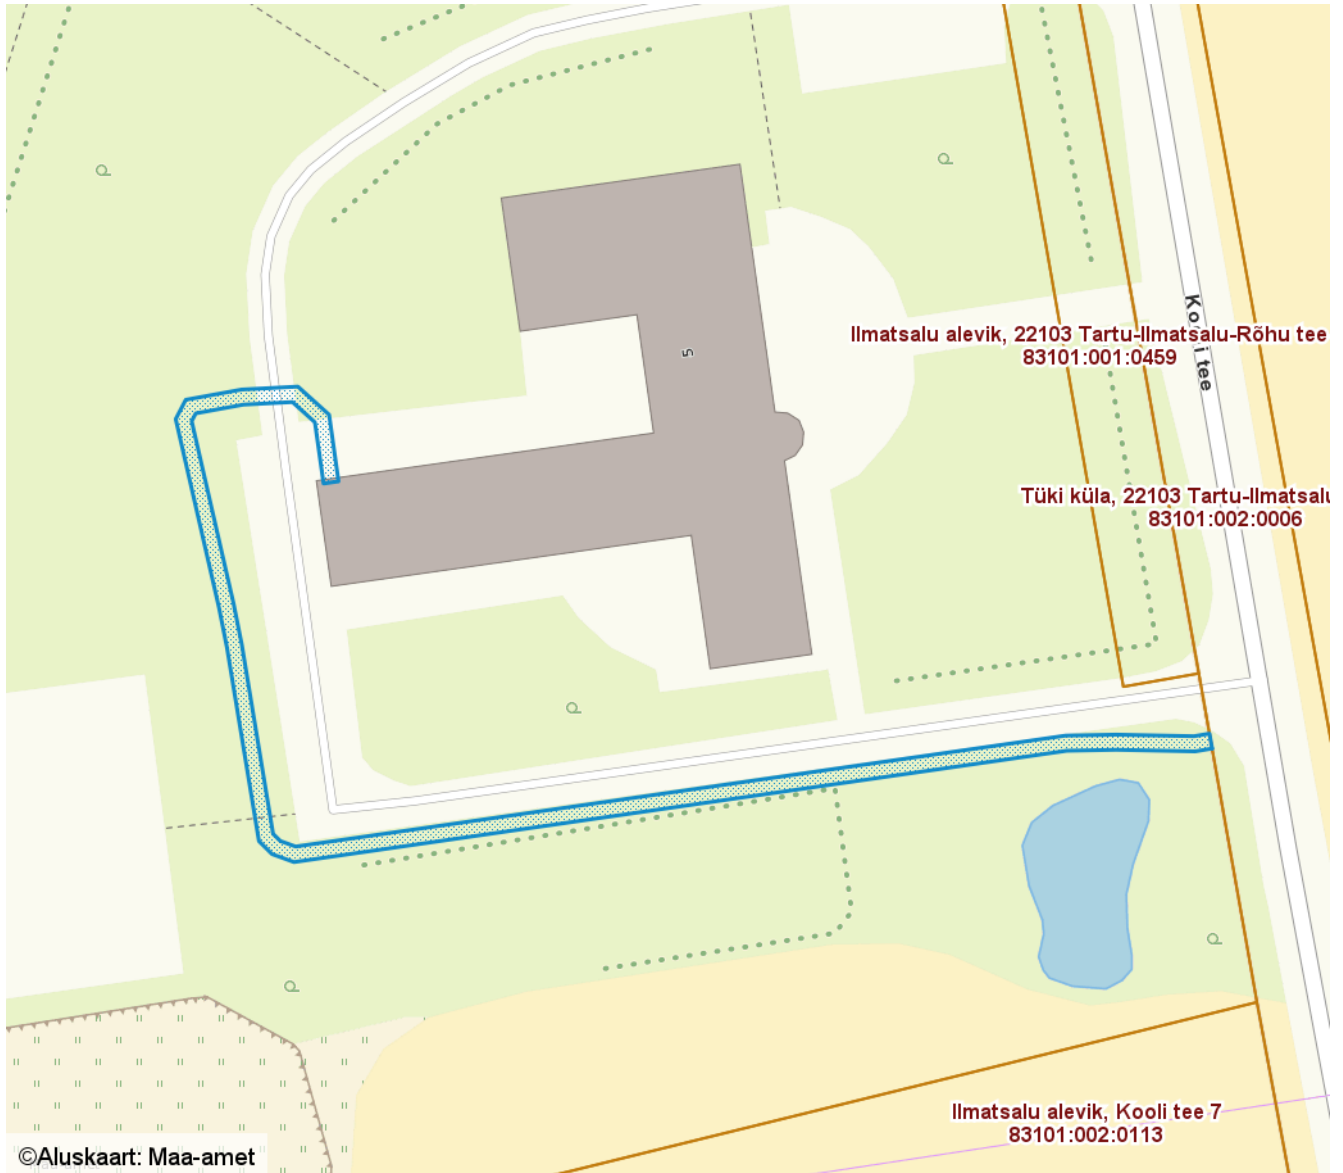 5
Ilmatsalu alevik, 22103 Tartu-Ilmatsalu-Rõhu tee
83101:001:0459
tee
Tüki küla, 22103 Tartu-Ilmatsalu
83101:002:0006
Ilmatsalu alevik, Kooli tee 7
83101:002:0113
©Aluskaart: Maa-amet